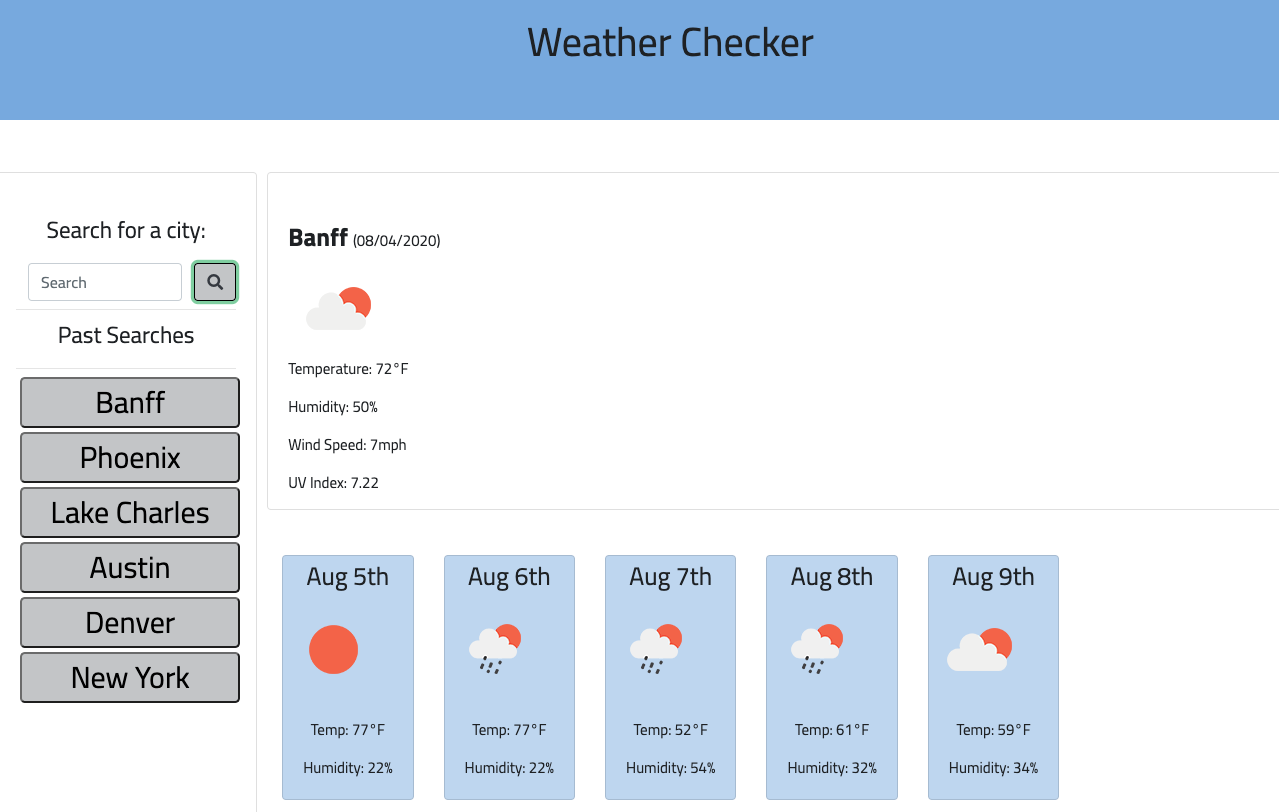 Weather Checker
Search for a city:
Search
Past Searches
Banff
Phoenix
Lake Charles
Austin
Denver
New York
Banff (08/04/2020)
Temperature: 72°F
Humidity: 50%
Wind Speed: 7mph
UV Index: 7.22
Aug 5th
Temp: 77°F
Humidity: 22%
Aug 6th
Temp: 77°F
Humidity: 22%
Aug 7th
Temp: 52°F
Humidity: 54%
Aug 8th
Temp: 61°F
Humidity: 32%
Aug 9th
Temp: 59°F
Humidity: 34%